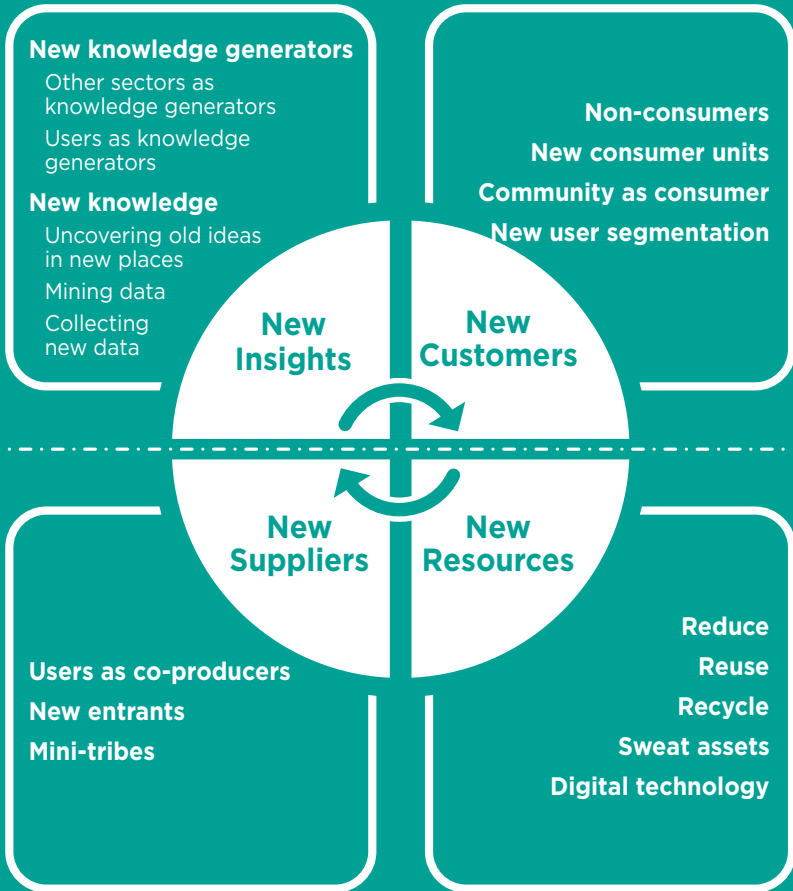 New knowledge generators
Other sectors as
knowledge generators
Users as knowledge
generators
New knowledge
Uncovering old ideas
in new places
Mining data
Collecting
new data
Non-consumers
New consumer units
Community as consumer
New user segmentation
New
Insights
New
Customers
New
Suppliers
New
Resources
Users as co-producers
New entrants
Mini-tribes
Reduce
Reuse
Recycle
Sweat assets
Digital technology